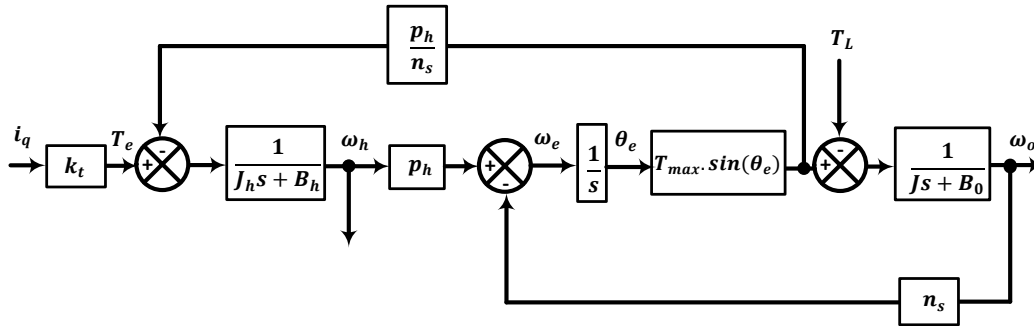 p_h
n_s
T_L
i_q
k_t
T_e
-
+
1
J_h s + B_h
ω_h
p_h
+
-
ω_e
1
s
θ_e
T_max. sin(θ_e)
-
+
1
Js + B_0
ω_o
n_s